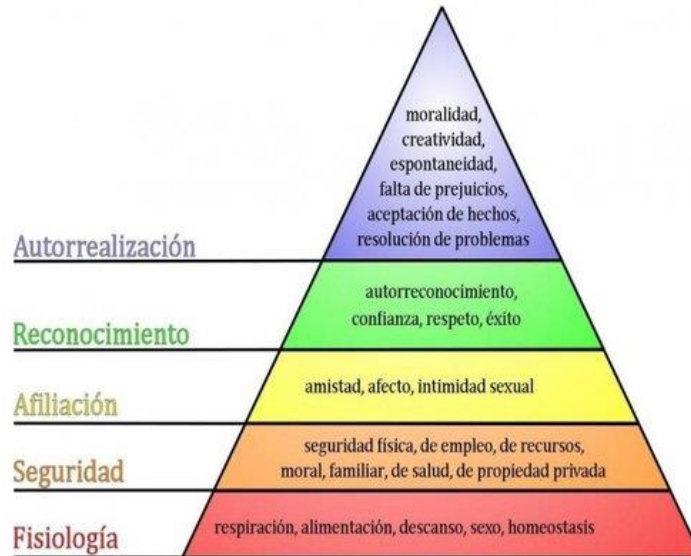 moralidad,
creatividad,
espontaneidad,
falta de prejuicios,
aceptación de hechos,
resolución de problemas
Autorrealización
autorreconocimiento,
confianza, respeto, éxito
Reconocimiento
amistad, afecto, intimidad sexual
Afiliación
seguridad física, de empleo, de recursos,
moral, familiar, de salud, de propiedad privada
Seguridad
respiración, alimentación, descanso, sexo, homeostasis
Fisiología